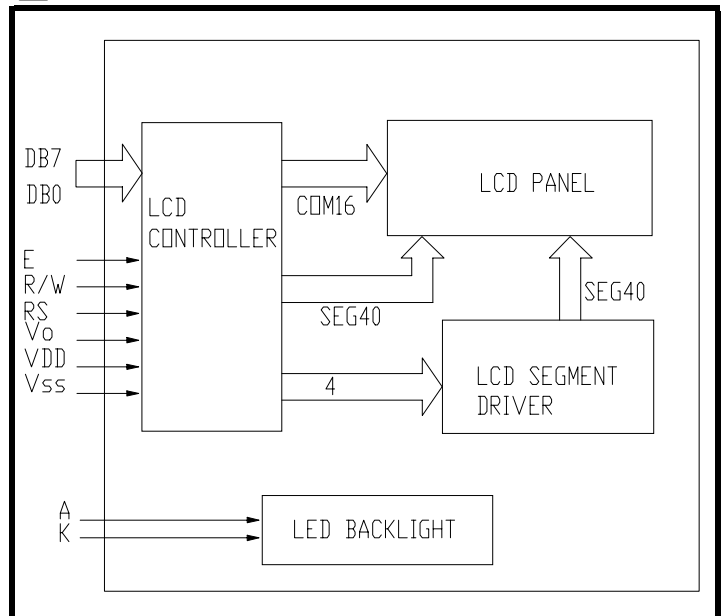 DB7
DB0
E
R/W
RS
Vo
VDD
Vss
LCD
CONTROLLER
COM16
SEG40
4
LCD PANEL
SEG40
LCD SEGMENT
DRIVER
A
K
LED BACKLIGHT